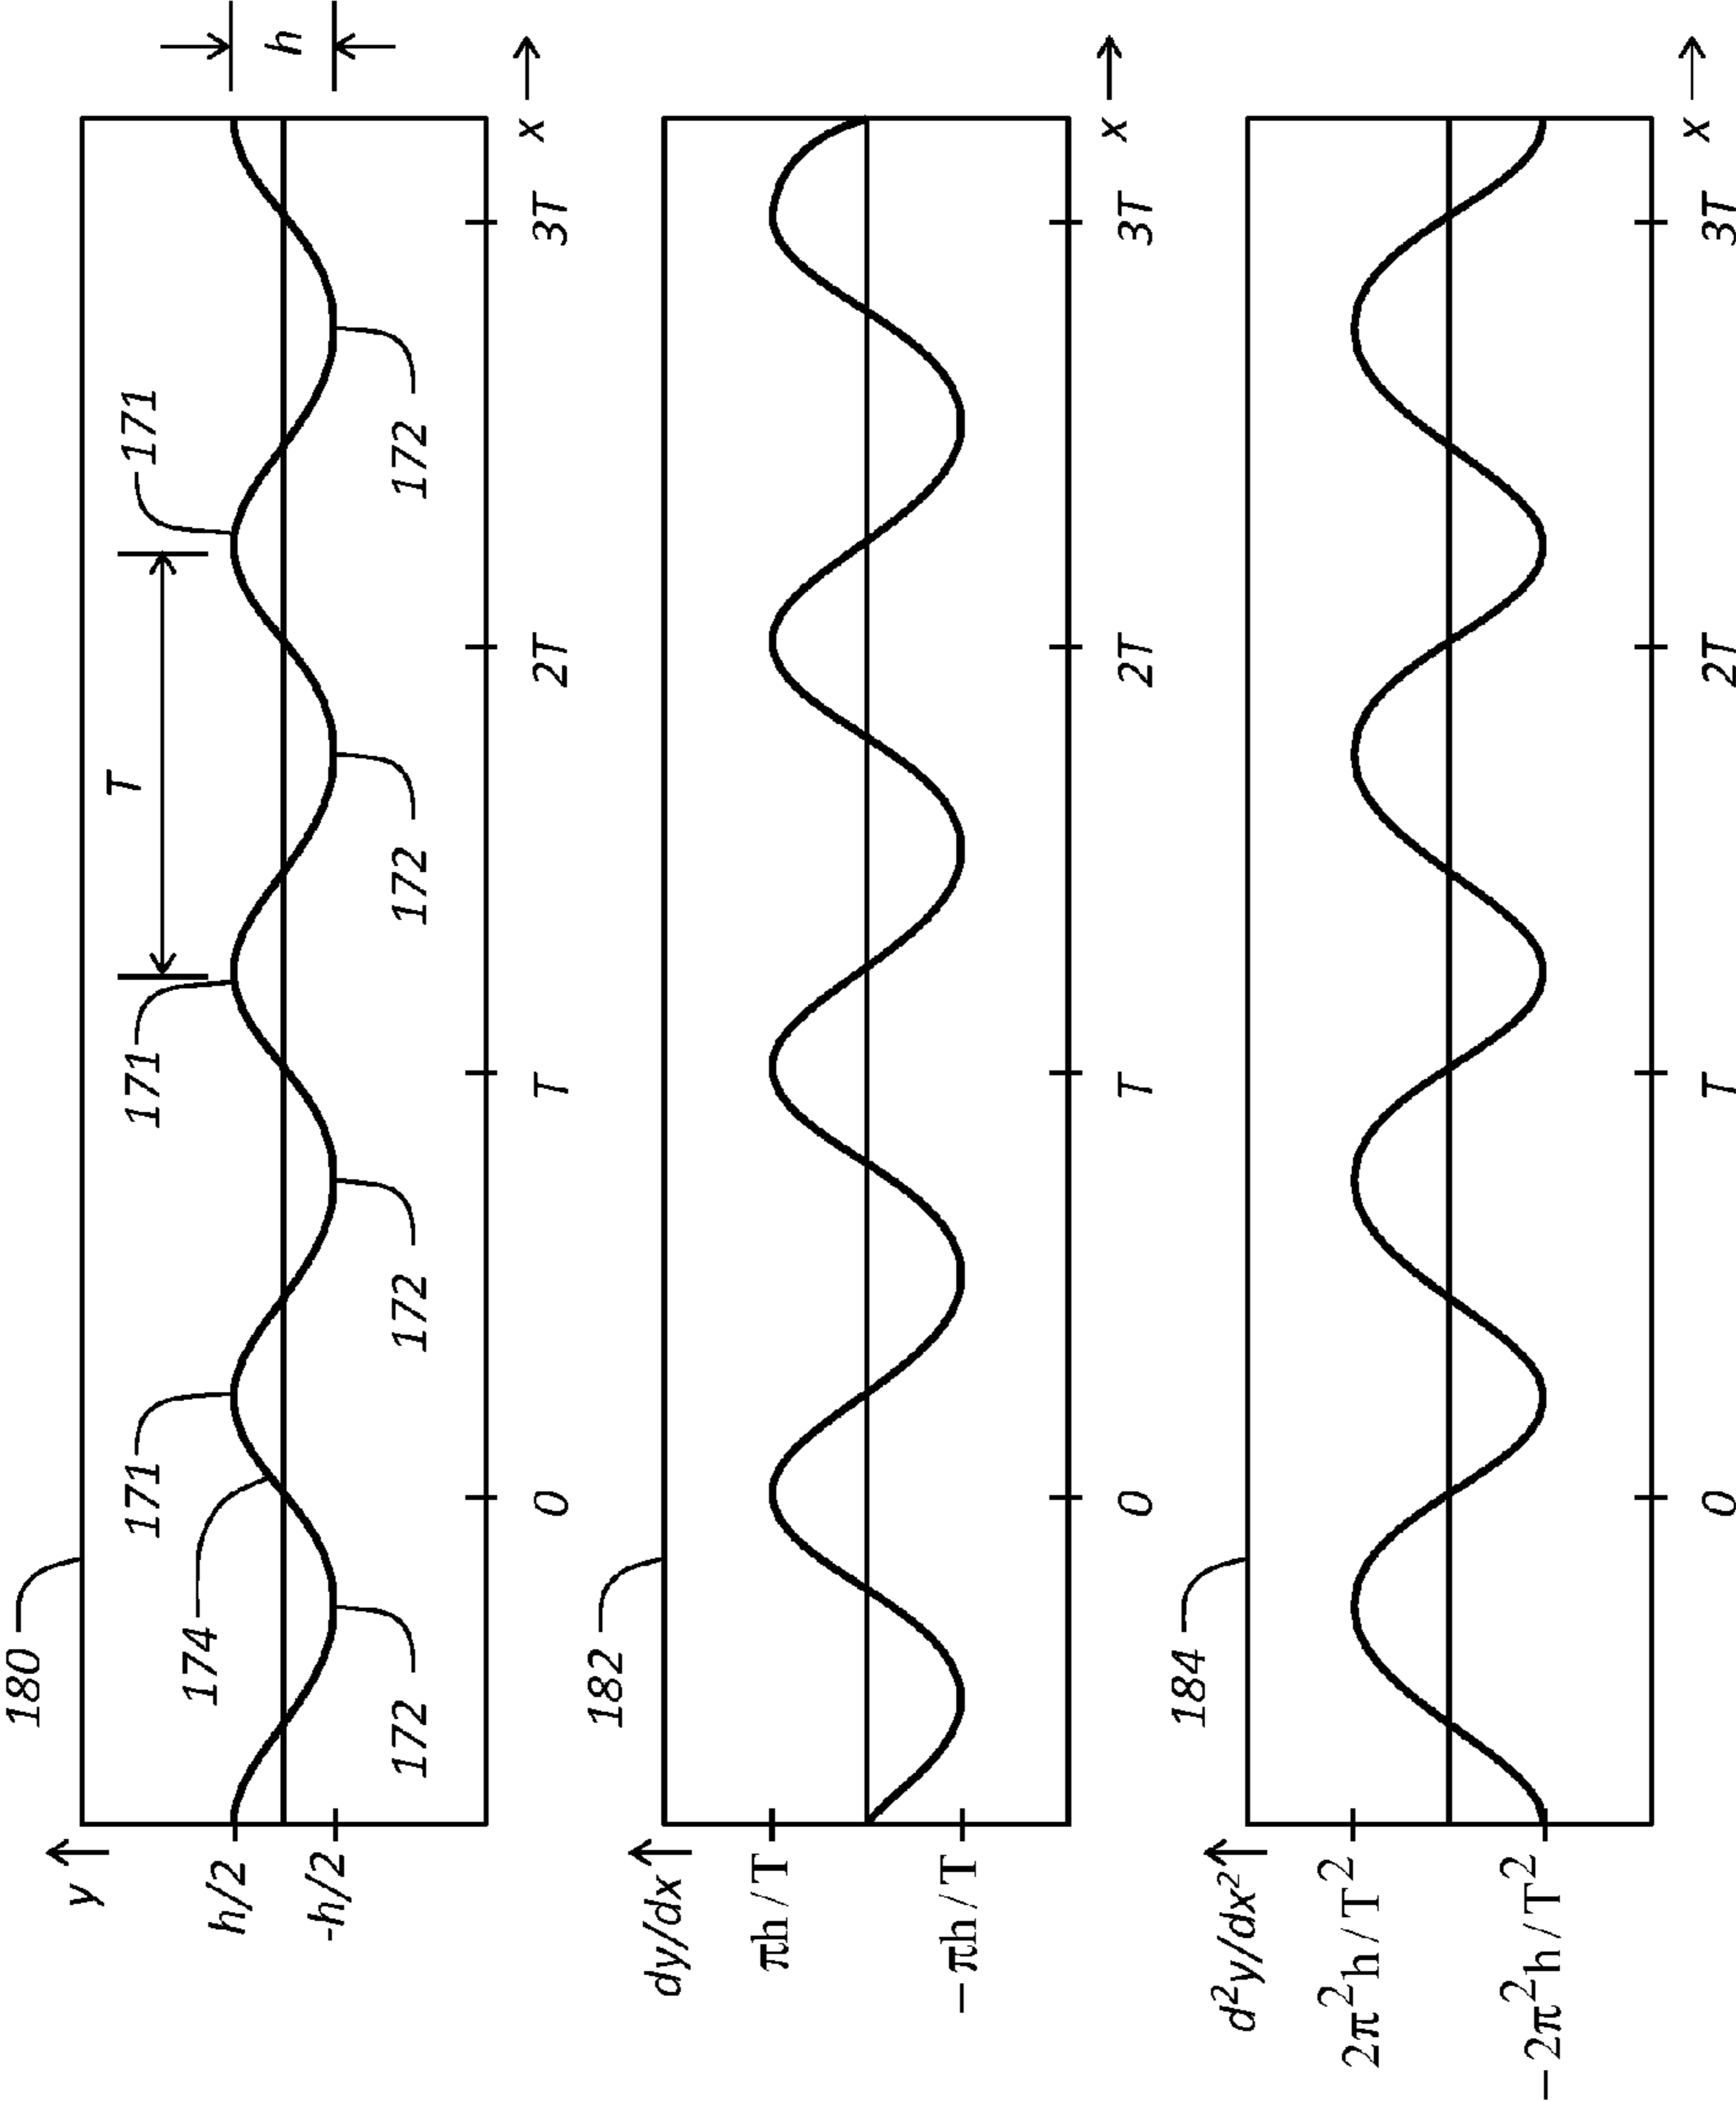 180
y
171
171
T
171
174
h/2
h
-h/2
172
172
172
172
0
T
2T
3T
x
182
dy/dx
πh/T
−πh/T
0
T
2T
3T
x
184
d²y/dx²
2π²h/T²
−2π²h/T²
0
T
2T
3T
x